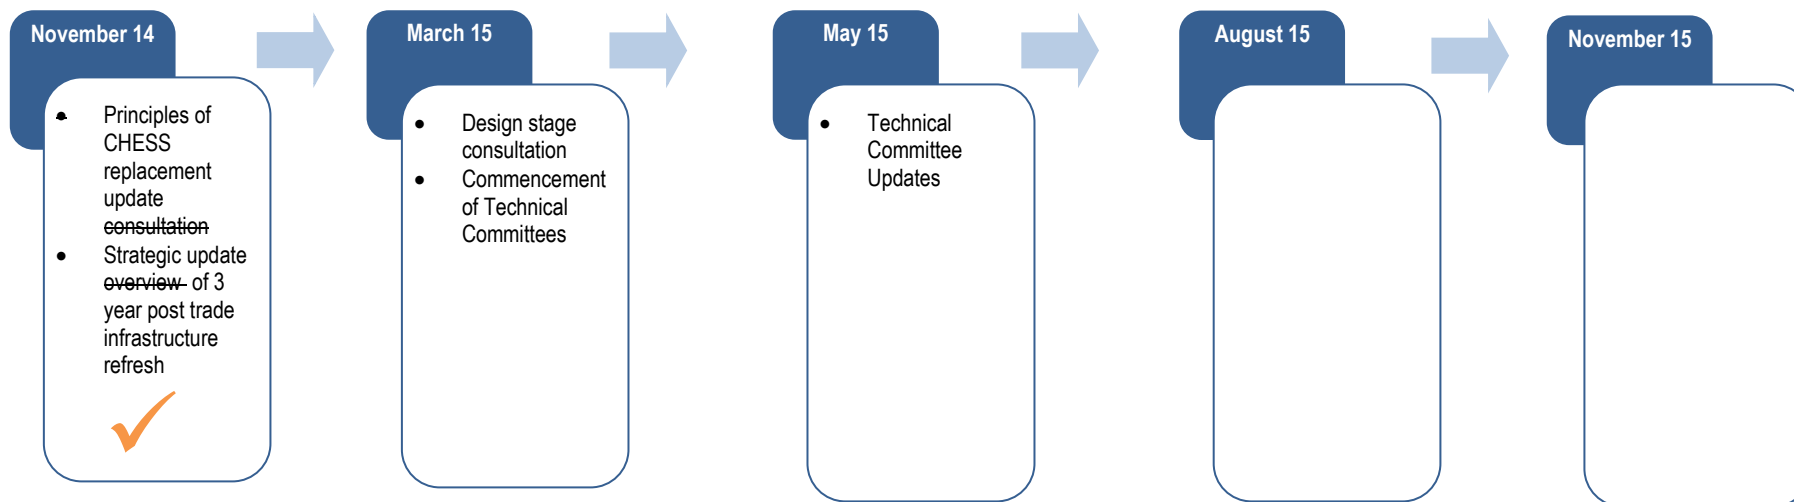 November 14
• Principles of
CHESS
replacement
update
consultation
• Strategic update
overview of 3
year post trade
infrastructure
refresh
March 15
• Design stage
consultation
• Commencement
of Technical
Committees
May 15
• Technical
Committee
Updates
August 15
November 15